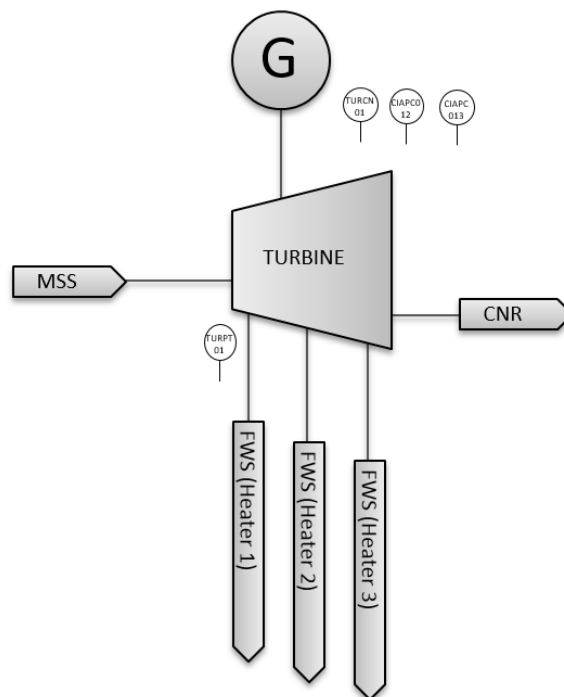 G
TURCN
01
CIAPC0
12
CIAPC
013
TURBINE
MSS
CNR
TURPT
01
FWS (Heater 1)
FWS (Heater 2)
FWS (Heater 3)